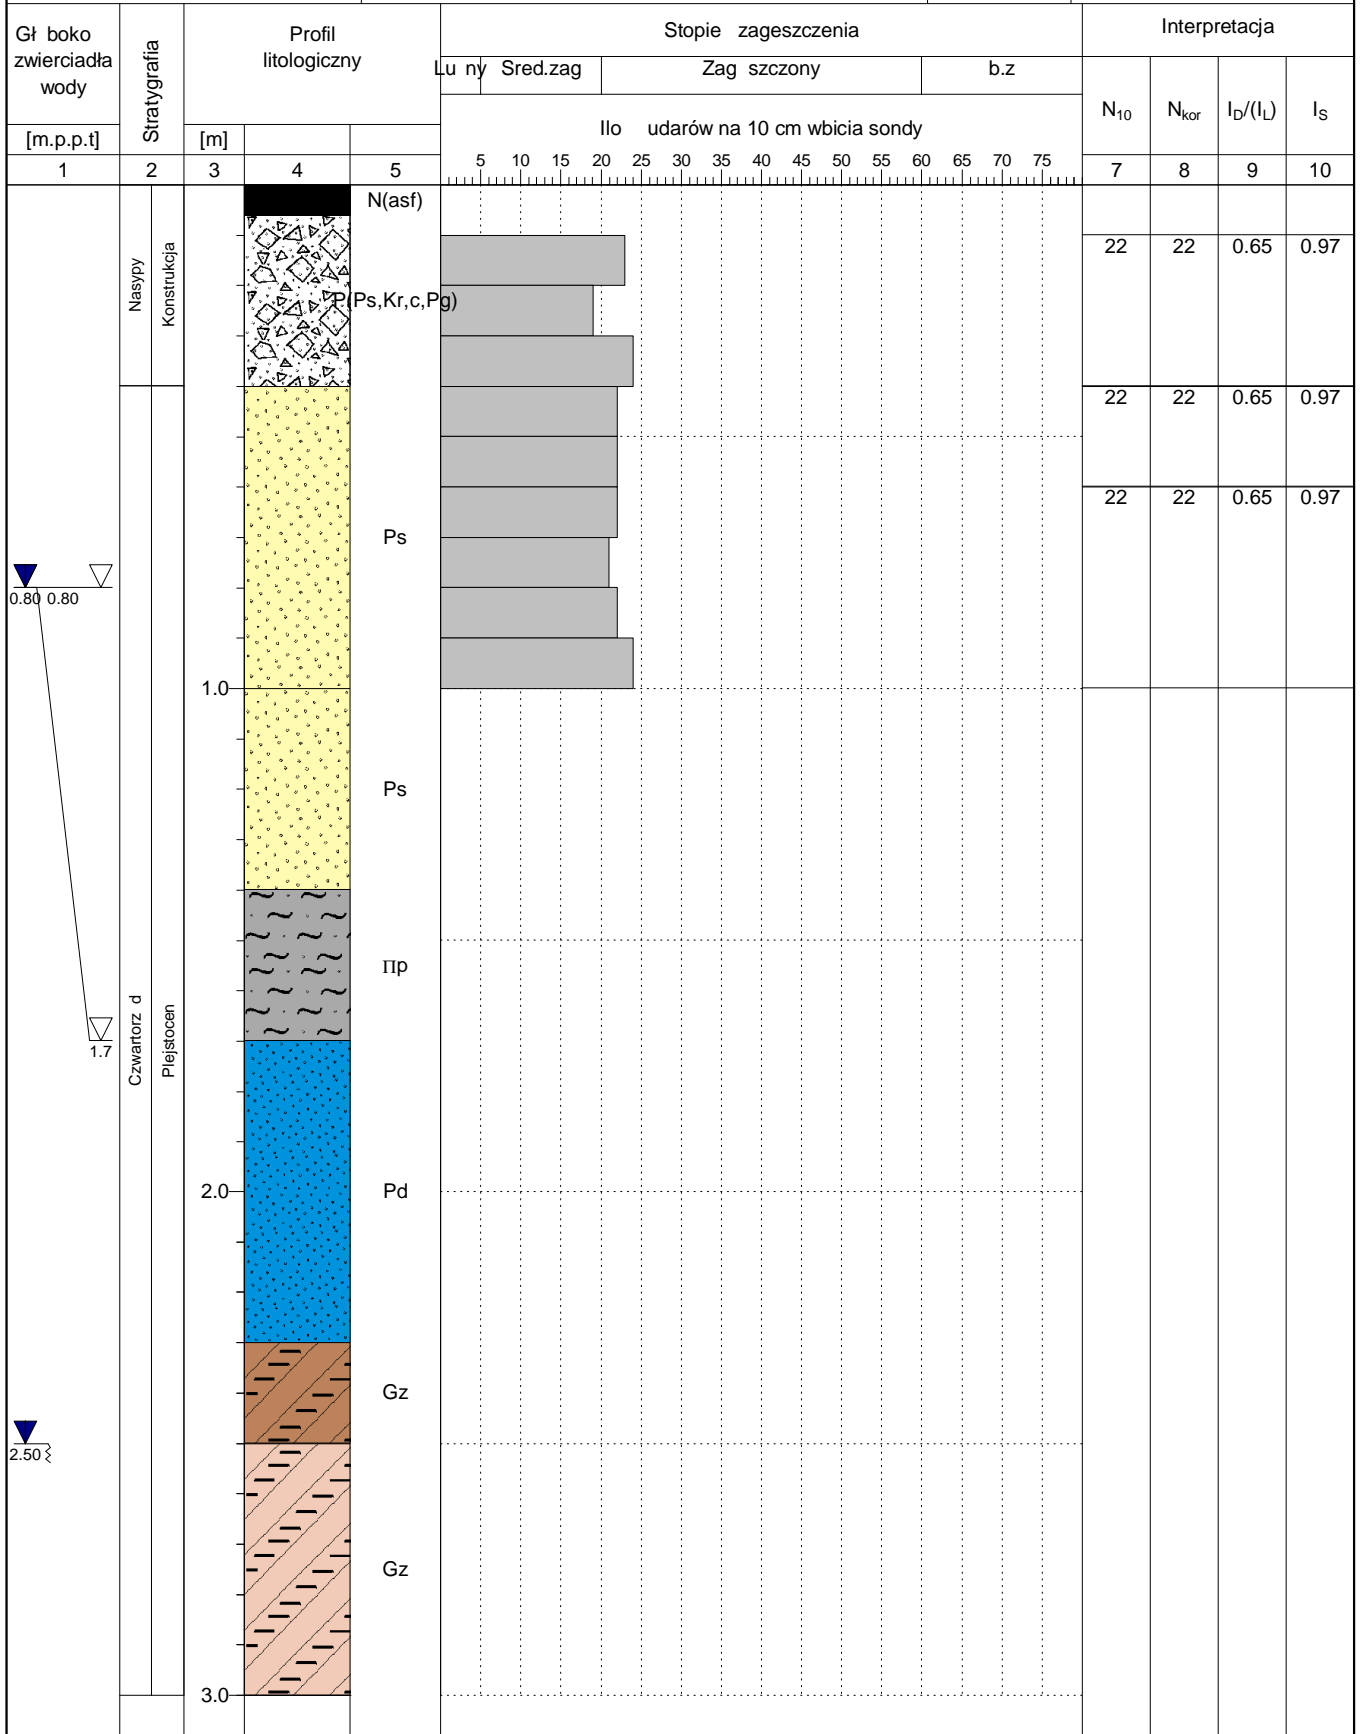 Gł boko
zwierciadła
wody
[m.p.p.t]
Stratygrafia
Profil
litologiczny
[m]
Stopie zageszczenia
Lu ny Sred.zag Zag szczony b.z
Ilo udarów na 10 cm wbicia sondy
5 10 15 20 25 30 35 40 45 50 55 60 65 70 75
Interpretacja
N10 Nkor ID/(IL) IS
1 2 3 4 5 7 8 9 10
N(asf)
Nasypy
Konstrukcja
P(Ps,Kr,c,Pg)
22 22 0.65 0.97
22 22 0.65 0.97
22 22 0.65 0.97
Ps
0.80 0.80
1.0
Ps
Πp
1.7
Czwartorz d
Plejstocen
2.0
Pd
Gz
2.50
Gz
3.0